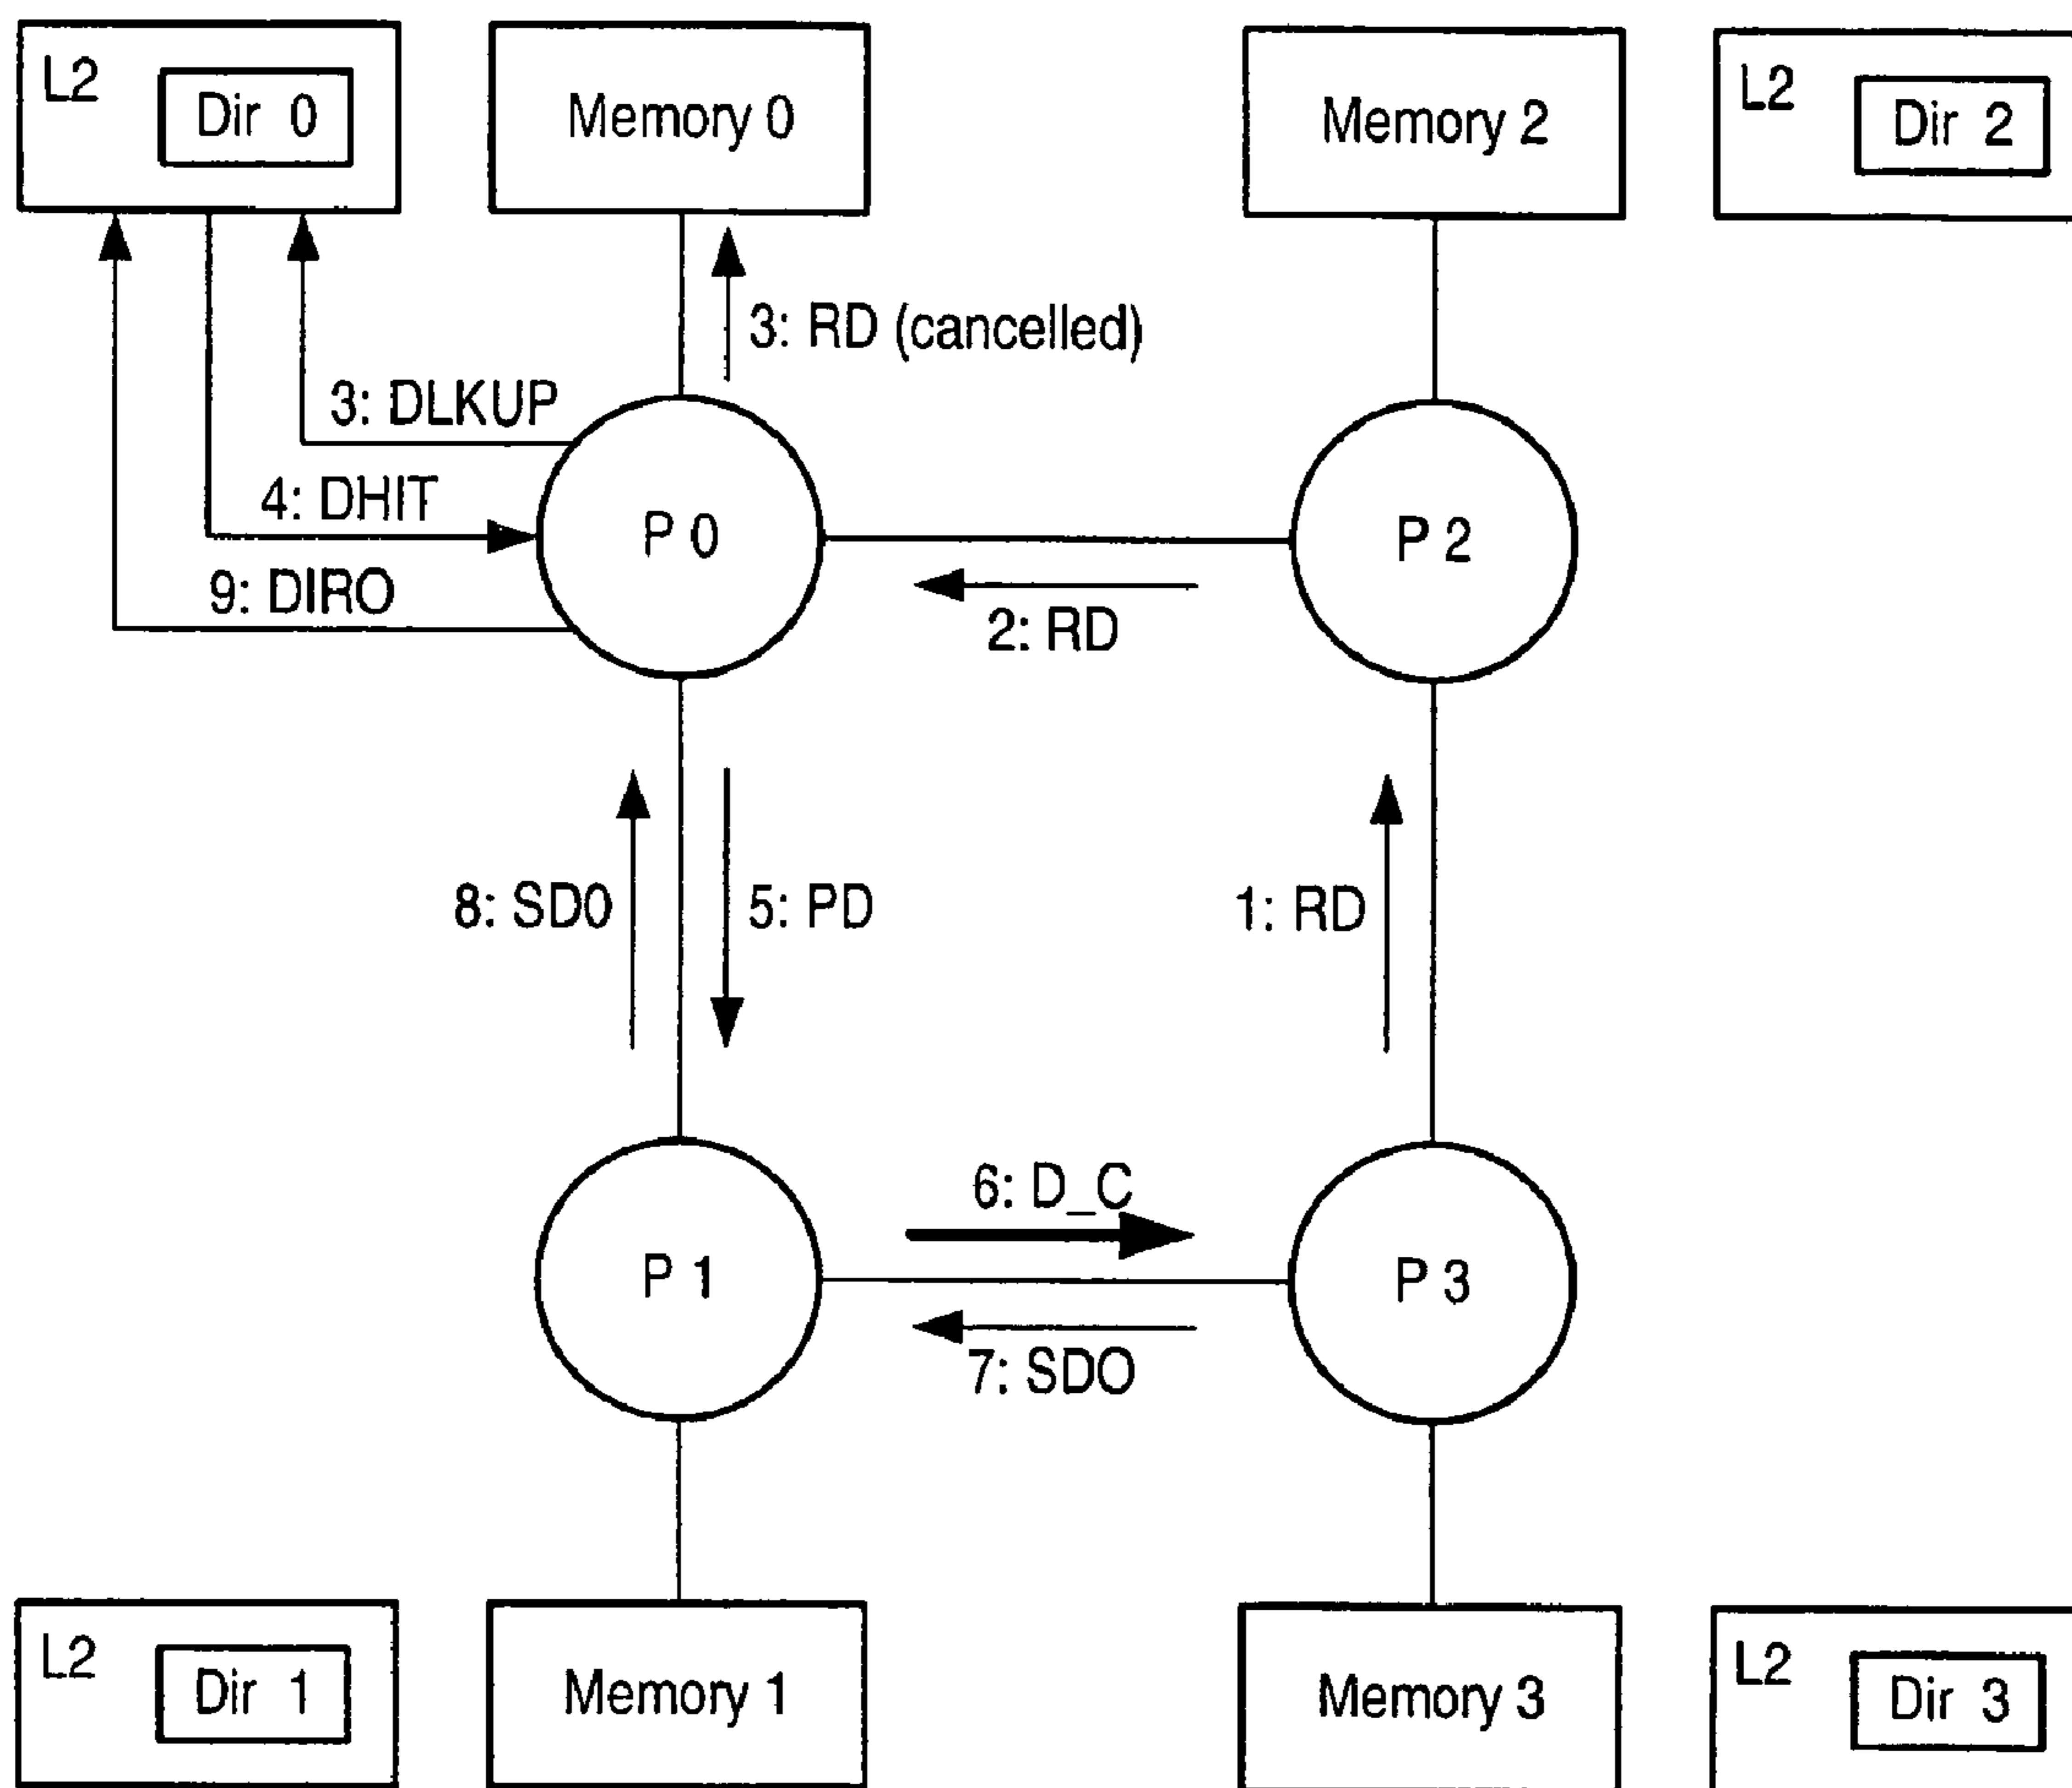 L2
Dir 0
Memory 0
Memory 2
L2
Dir 2
3: RD (cancelled)
3: DLKUP
4: DHIT
P 0
P 2
9: DIRO
2: RD
8: SD0
5: PD
1: RD
6: D_C
P 1
P 3
7: SDO
L2
Dir 1
Memory 1
Memory 3
L2
Dir 3